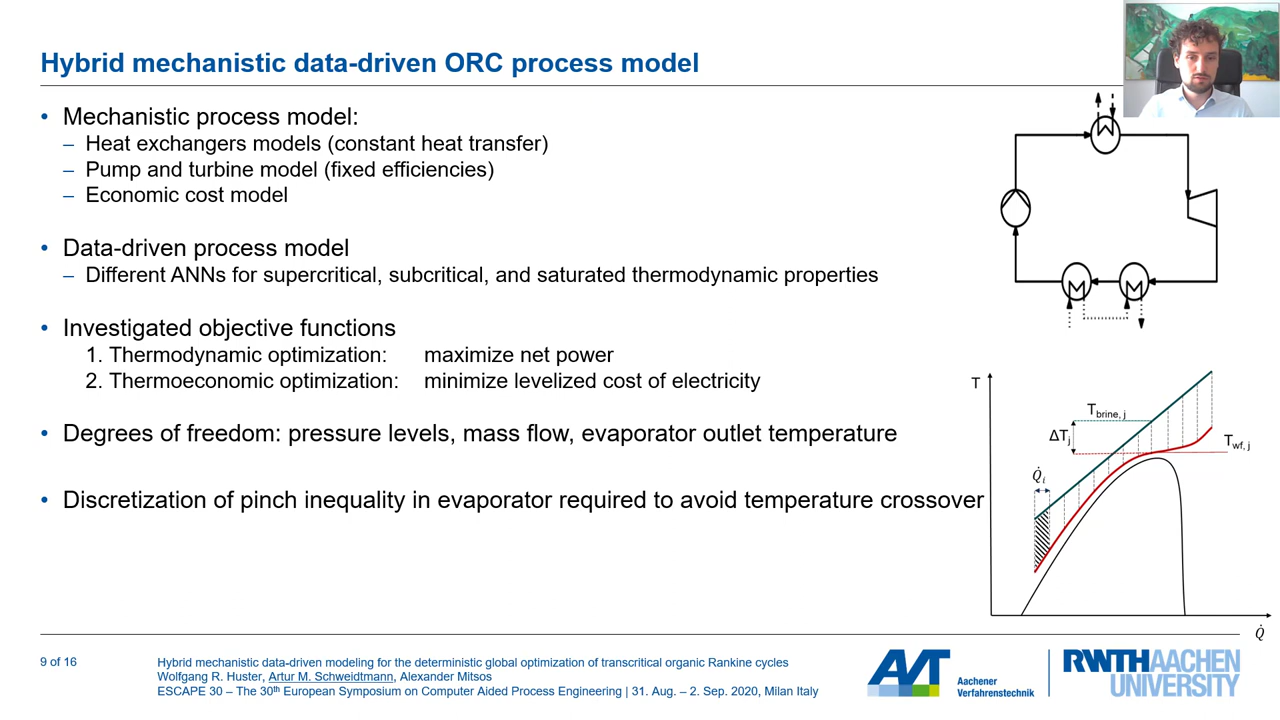 Hybrid mechanistic data-driven ORC process model
• Mechanistic process model:
– Heat exchangers models (constant heat transfer)
– Pump and turbine model (fixed efficiencies)
– Economic cost model
• Data-driven process model
– Different ANNs for supercritical, subcritical, and saturated thermodynamic properties
• Investigated objective functions
1. Thermodynamic optimization: maximize net power
2. Thermoeconomic optimization: minimize levelized cost of electricity
• Degrees of freedom: pressure levels, mass flow, evaporator outlet temperature
• Discretization of pinch inequality in evaporator required to avoid temperature crossover
T
T_brine, j
ΔT_j
T_wf, j
Q̇_i
Q̇
9 of 16
Hybrid mechanistic data-driven modeling for the deterministic global optimization of transcritical organic Rankine cycles
Wolfgang R. Huster, Artur M. Schweidtmann, Alexander Mitsos
ESCAPE 30 – The 30th European Symposium on Computer Aided Process Engineering | 31. Aug. – 2. Sep. 2020, Milan Italy
AVT
Aachener
Verfahrenstechnik
RWTH AACHEN
UNIVERSITY